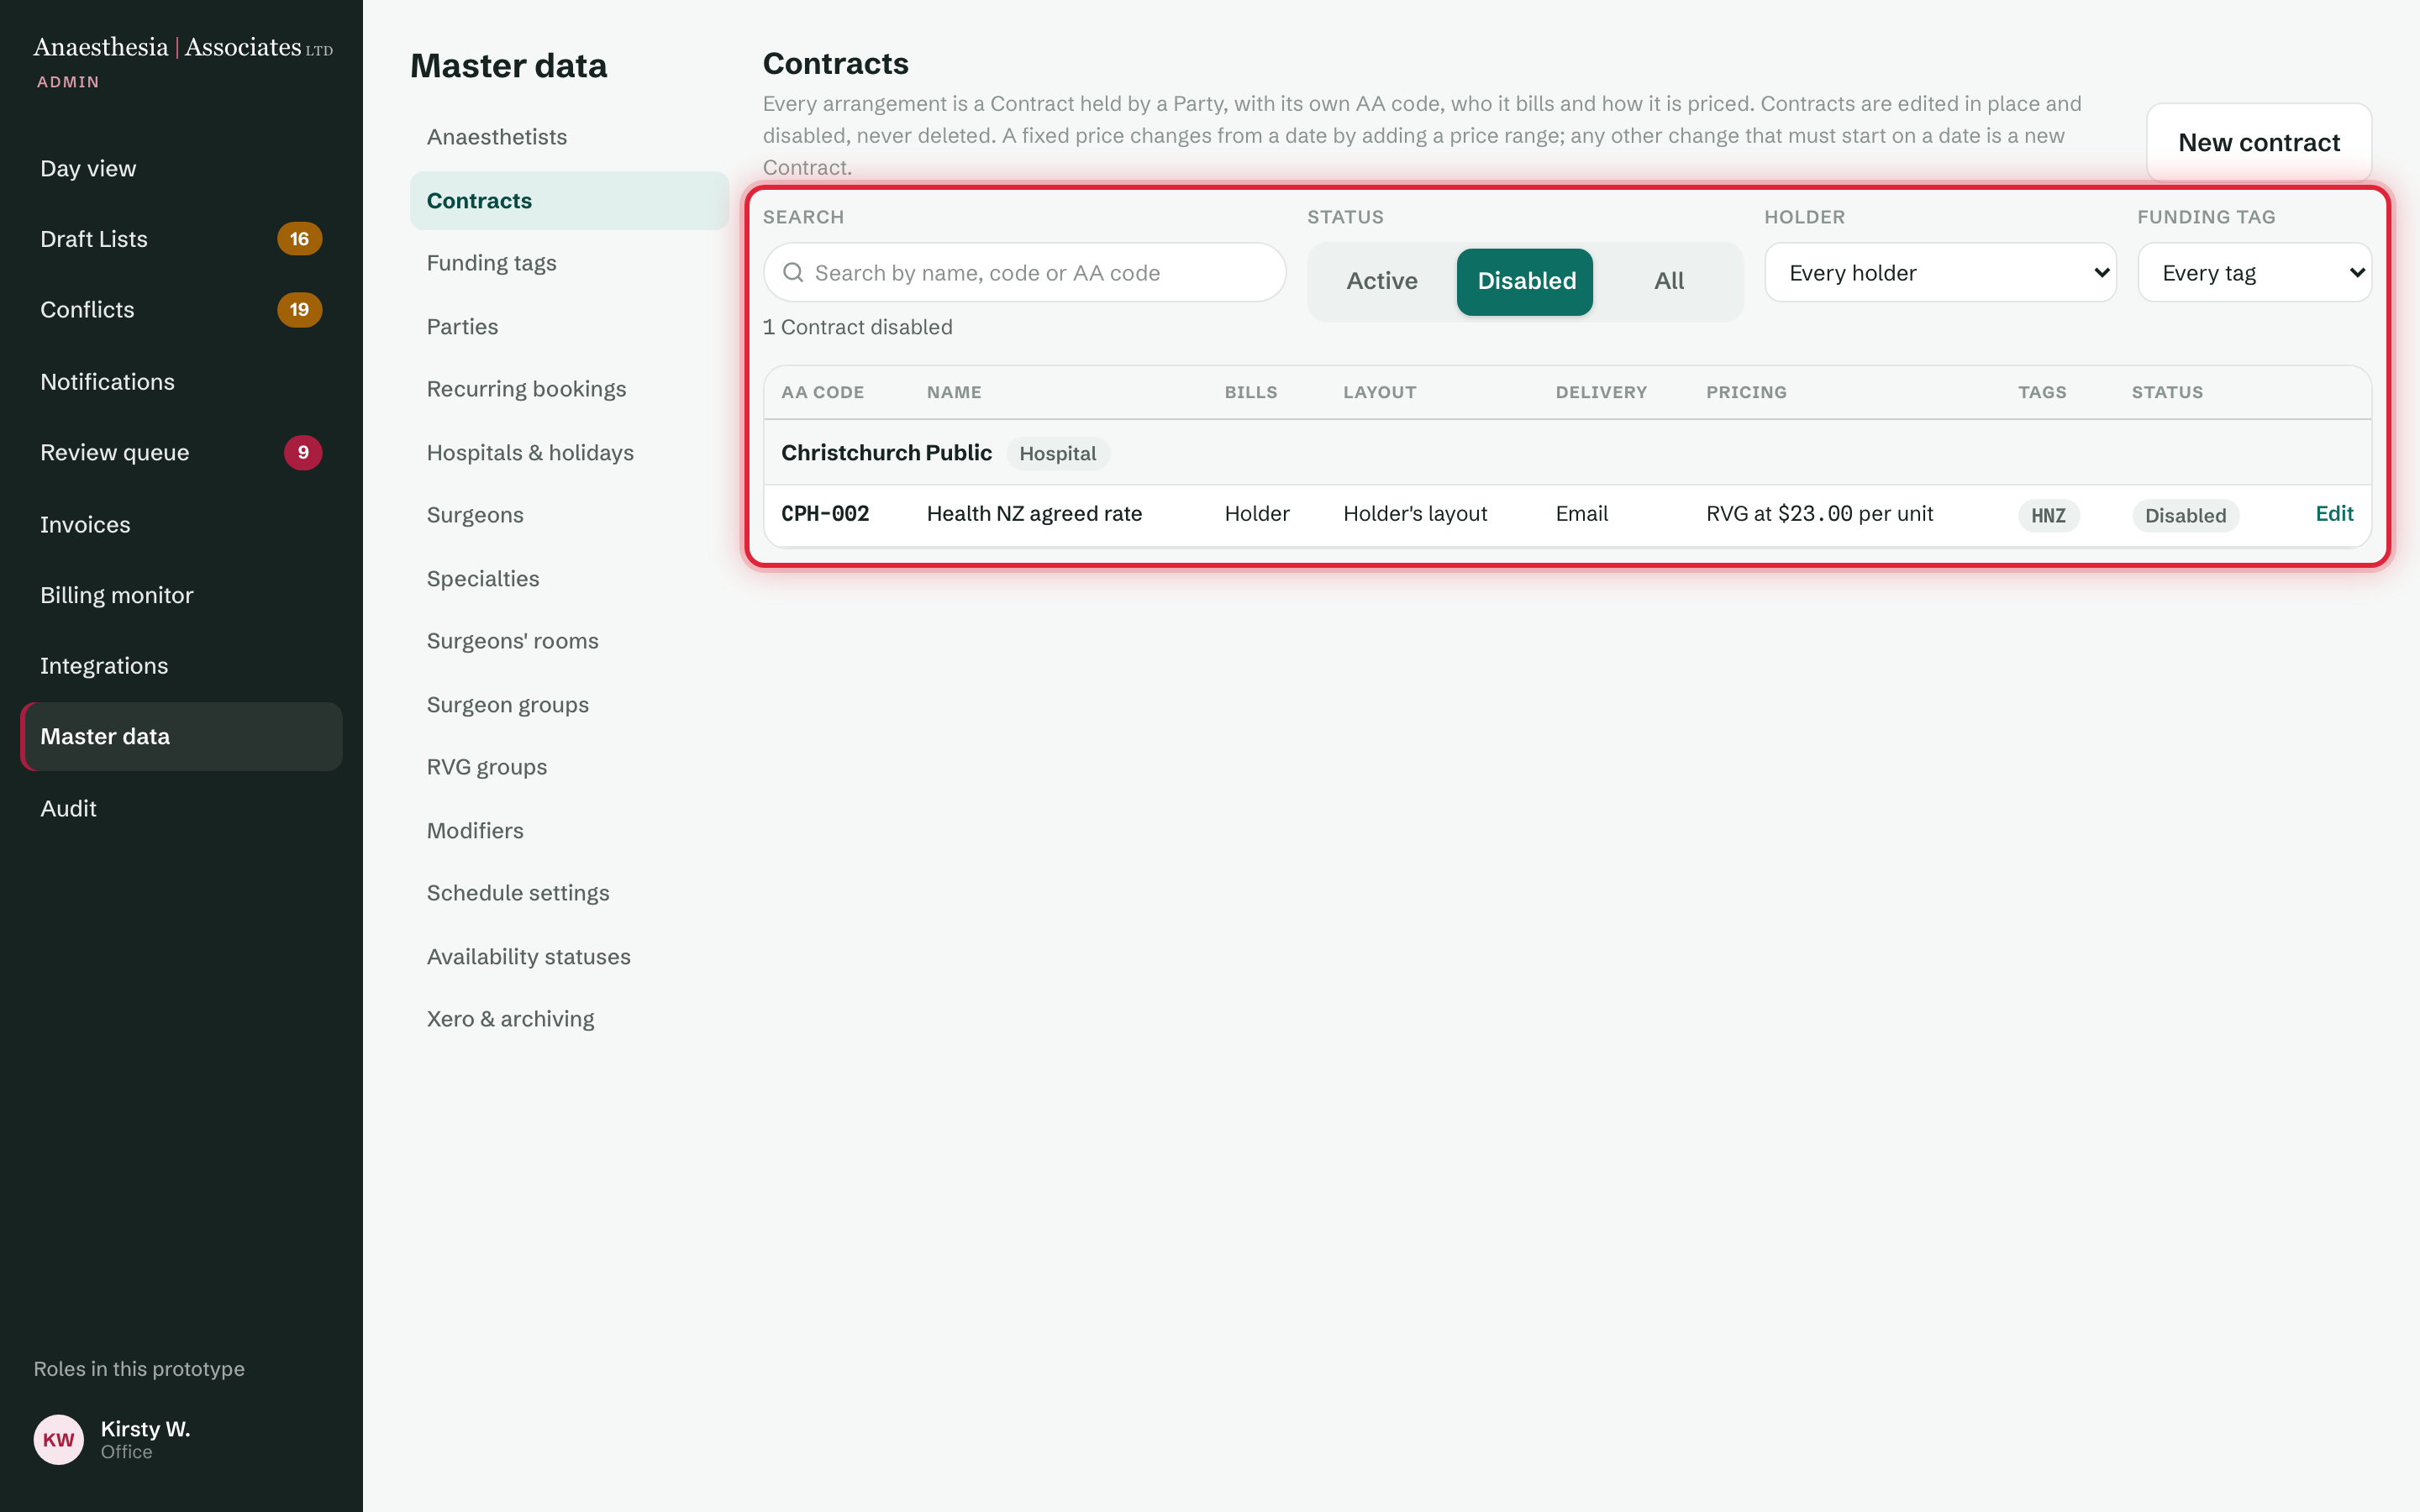 Anaesthesia | Associates LTD
ADMIN
Day view
Draft Lists 16
Conflicts 19
Notifications
Review queue 9
Invoices
Billing monitor
Integrations
Master data
Audit
Roles in this prototype
KW
Kirsty W.
Office
Master data
Anaesthetists
Contracts
Funding tags
Parties
Recurring bookings
Hospitals & holidays
Surgeons
Specialties
Surgeons' rooms
Surgeon groups
RVG groups
Modifiers
Schedule settings
Availability statuses
Xero & archiving
Contracts
Every arrangement is a Contract held by a Party, with its own AA code, who it bills and how it is priced. Contracts are edited in place and
disabled, never deleted. A fixed price changes from a date by adding a price range; any other change that must start on a date is a new
Contract.
New contract
SEARCH STATUS HOLDER FUNDING TAG
Search by name, code or AA code Active Disabled All Every holder Every tag
1 Contract disabled
AA CODE NAME BILLS LAYOUT DELIVERY PRICING TAGS STATUS
Christchurch Public Hospital
CPH-002 Health NZ agreed rate Holder Holder's layout Email RVG at $23.00 per unit HNZ Disabled Edit